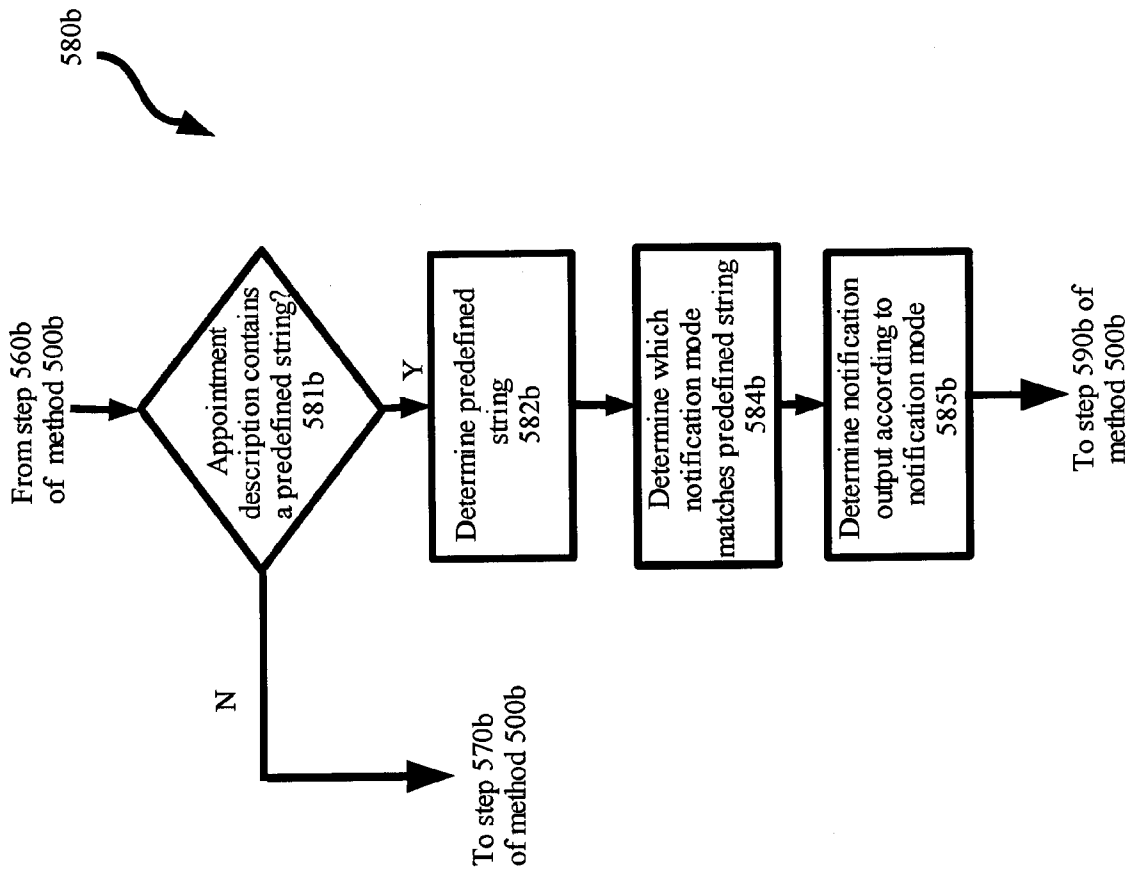 580b
From step 560b
of method 500b
Appointment
description contains
a predefined string?
581b
N
Y
To step 570b
of method 500b
Determine predefined
string
582b
Determine which
notification mode
matches predefined string
584b
Determine notification
output according to
notification mode
585b
To step 590b of
method 500b